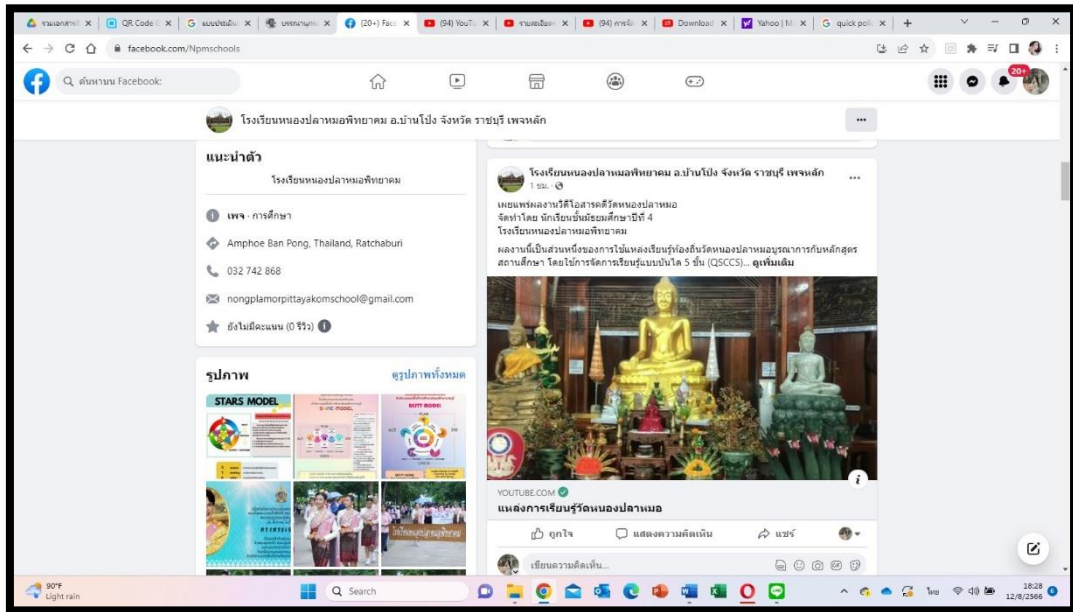 QR Code C
(20+) Face
(94) YouTu
(94) การจัด
Download
Yahoo | M
quick poli
facebook.com/Npmschools
ค้นหาบน Facebook:
20+
โรงเรียนหนองปลาหมอพิทยาคม อ.บ้านโป่ง จังหวัด ราชบุรี เพจหลัก
แนะนำตัว
โรงเรียนหนองปลาหมอพิทยาคม
เพจ · การศึกษา
Amphoe Ban Pong, Thailand, Ratchaburi
032 742 868
nongplamorpittayakomschool@gmail.com
ยังไม่มีคะแนน (0 รีวิว)
รูปภาพ
ดูรูปภาพทั้งหมด
STARS MODEL
โรงเรียนหนองปลาหมอพิทยาคม อ.บ้านโป่ง จังหวัด ราชบุรี เพจหลัก
1 ชม. ·
เผยแพร่ผลงานวีดีโอสารคดีวัดหนองปลาหมอ
จัดทำโดย นักเรียนชั้นมัธยมศึกษาปีที่ 4
โรงเรียนหนองปลาหมอพิทยาคม
ผลงานนี้เป็นส่วนหนึ่งของการใช้แหล่งเรียนรู้ท้องถิ่นวัดหนองปลาหมอบูรณาการกับหลักสูตร
สถานศึกษา โดยใช้การจัดการเรียนรู้แบบบันได 5 ขั้น (QSCCS)... ดูเพิ่มเติม
YOUTUBE.COM
แหล่งการเรียนรู้วัดหนองปลาหมอ
ถูกใจ
แสดงความคิดเห็น
แชร์
เขียนความคิดเห็น...
90°F
Light rain
Search
ไทย
18:28
12/8/2566